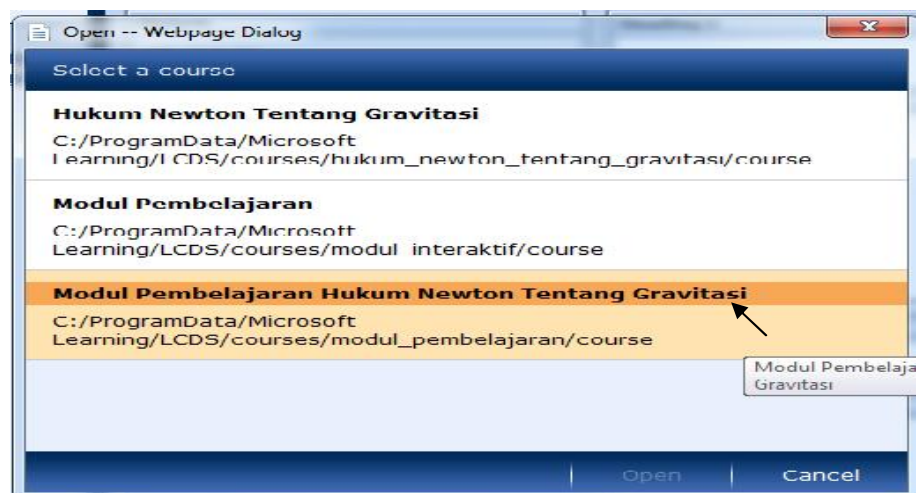 Open -- Webpage Dialog
Select a course
Hukum Newton Tentang Gravitasi
C:/ProgramData/Microsoft
Learning/LCDS/courses/hukum_newton_tentang_gravitasi/course
Modul Pembelajaran
C:/ProgramData/Microsoft
Learning/LCDS/courses/modul_interaktif/course
Modul Pembelajaran Hukum Newton Tentang Gravitasi
C:/ProgramData/Microsoft
Learning/LCDS/courses/modul_pembelajaran/course
Modul Pembelaja
Gravitasi
Open
Cancel